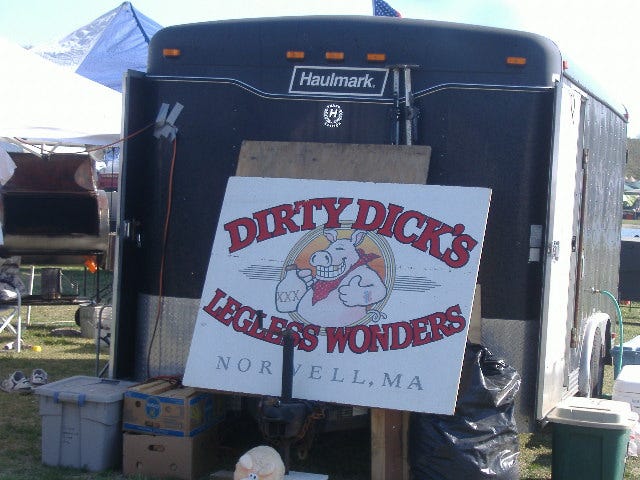 Haulmark
H
DIRTY DICK'S
XXX
LEGLESS WONDERS
NORWELL, MA